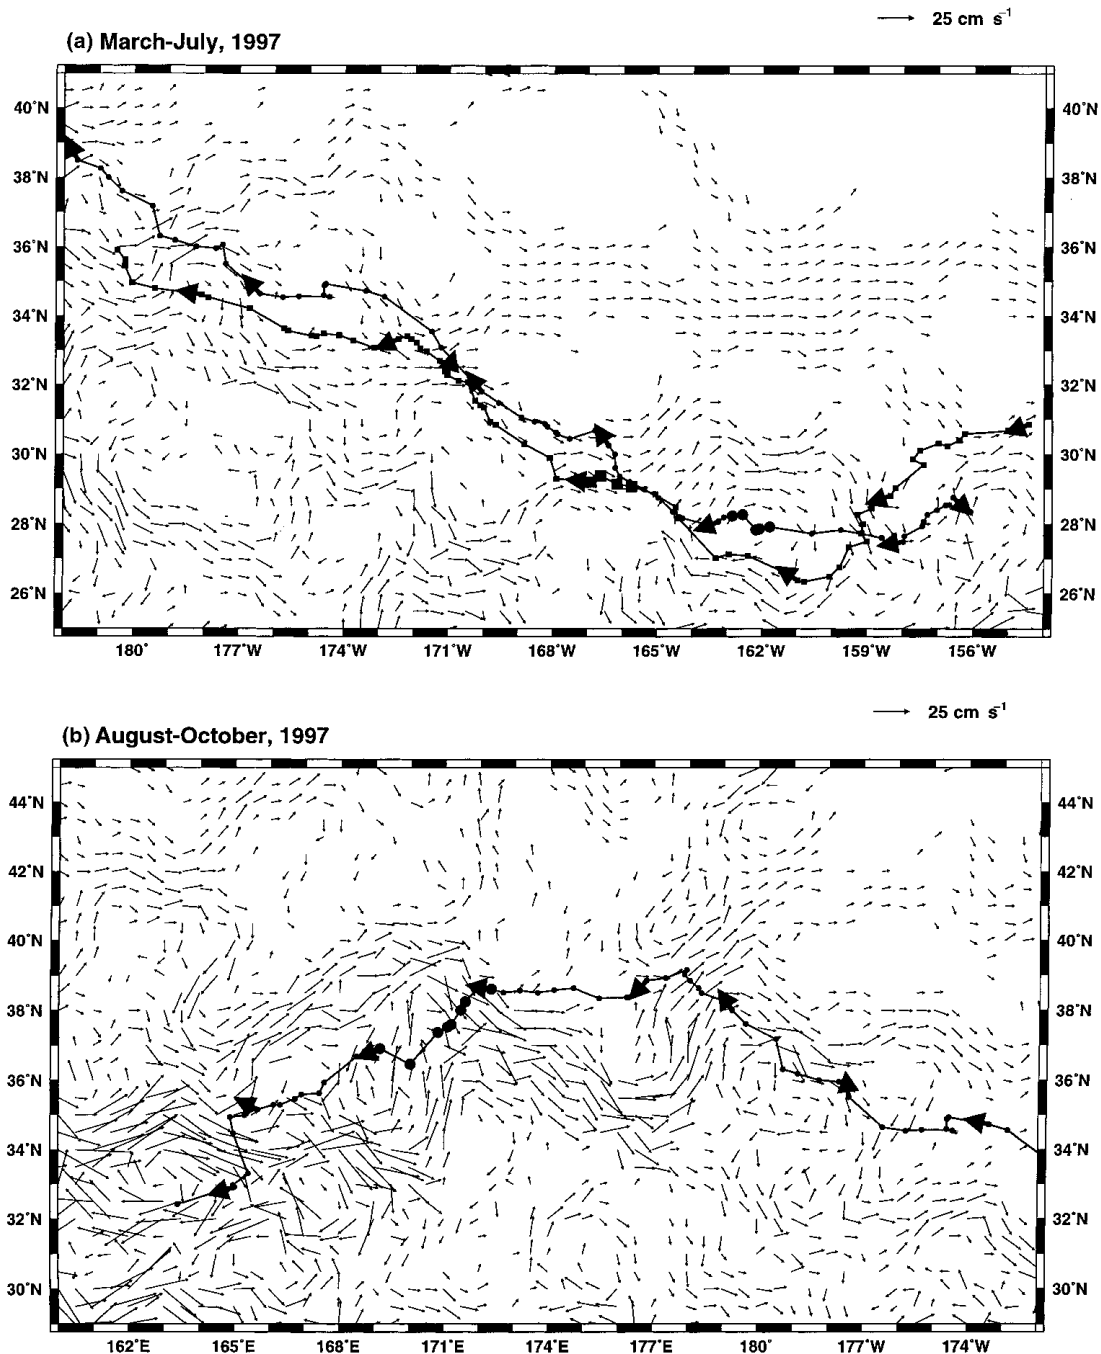 25 cm s⁻¹
(a) March-July, 1997
40°N 40°N
38°N 38°N
36°N 36°N
34°N 34°N
32°N 32°N
30°N 30°N
28°N 28°N
26°N 26°N
180° 177°W 174°W 171°W 168°W 165°W 162°W 159°W 156°W
25 cm s⁻¹
(b) August-October, 1997
44°N 44°N
42°N 42°N
40°N 40°N
38°N 38°N
36°N 36°N
34°N 34°N
32°N 32°N
30°N 30°N
162°E 165°E 168°E 171°E 174°E 177°E 180° 177°W 174°W